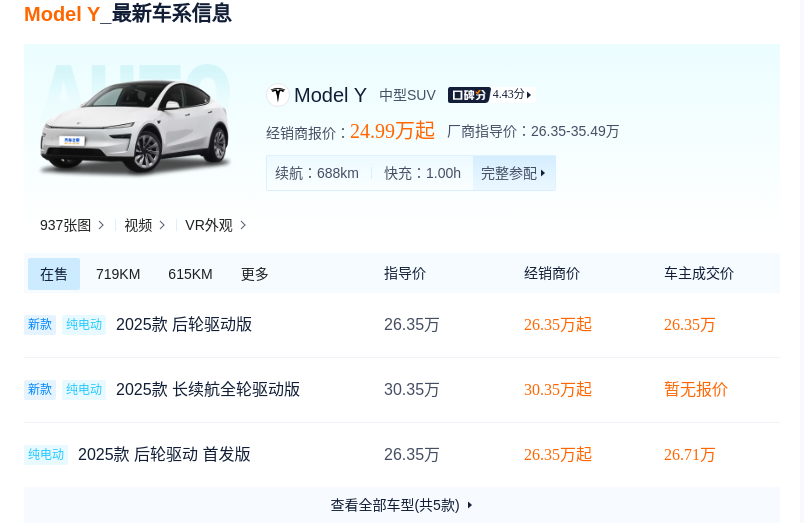 Model Y_最新车系信息
AUTO
Model Y 中型SUV 口碑分 4.43分
经销商报价：24.99万起 厂商指导价：26.35-35.49万
续航：688km 快充：1.00h 完整参配
937张图 视频 VR外观
在售 719KM 615KM 更多 指导价 经销商价 车主成交价
新款 纯电动 2025款 后轮驱动版 26.35万 26.35万起 26.35万
新款 纯电动 2025款 长续航全轮驱动版 30.35万 30.35万起 暂无报价
纯电动 2025款 后轮驱动 首发版 26.35万 26.35万起 26.71万
查看全部车型(共5款)